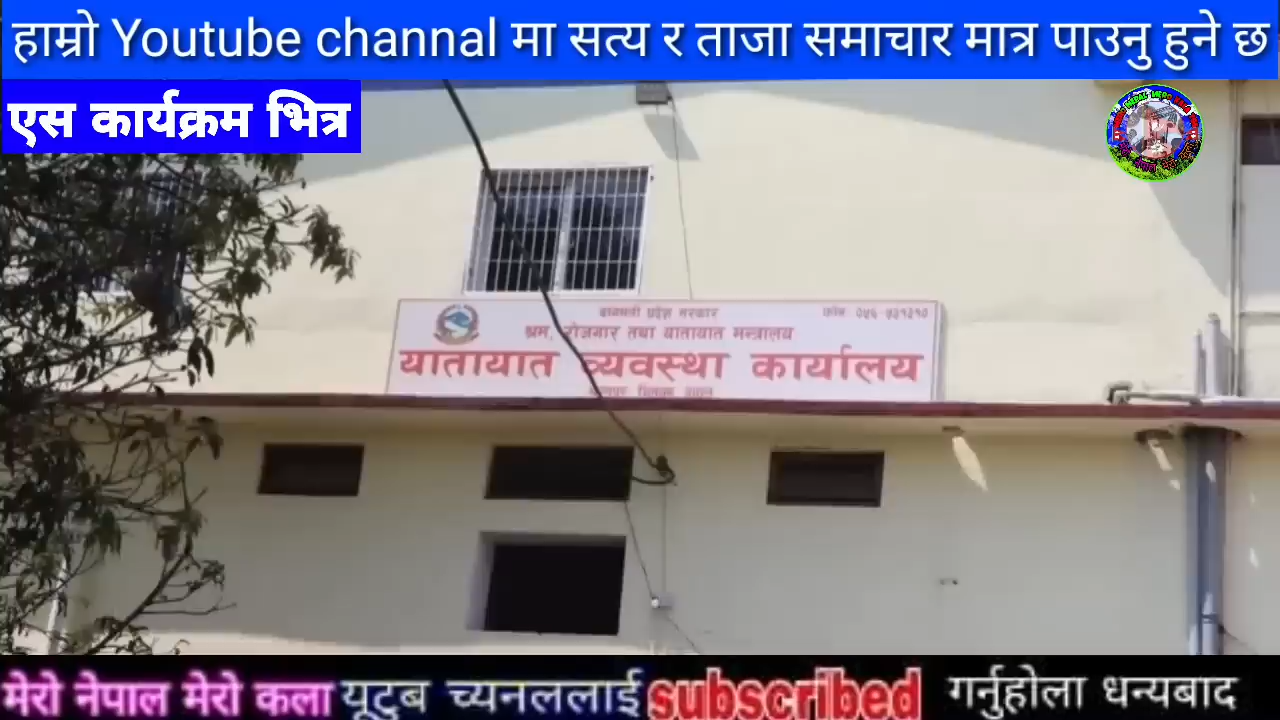 हाम्रो Youtube channal मा सत्य र ताजा समाचार मात्र पाउनु हुने छ
एस कार्यक्रम भित्र
बागमती प्रदेश सरकार
फोन ०५६-
श्रम, रोजगार तथा यातायात मन्त्रालय
यातायात व्यवस्था कार्यालय
मेरो नेपाल मेरो कला यूटुब च्यनललाई subscribed गर्नुहोला धन्यबाद